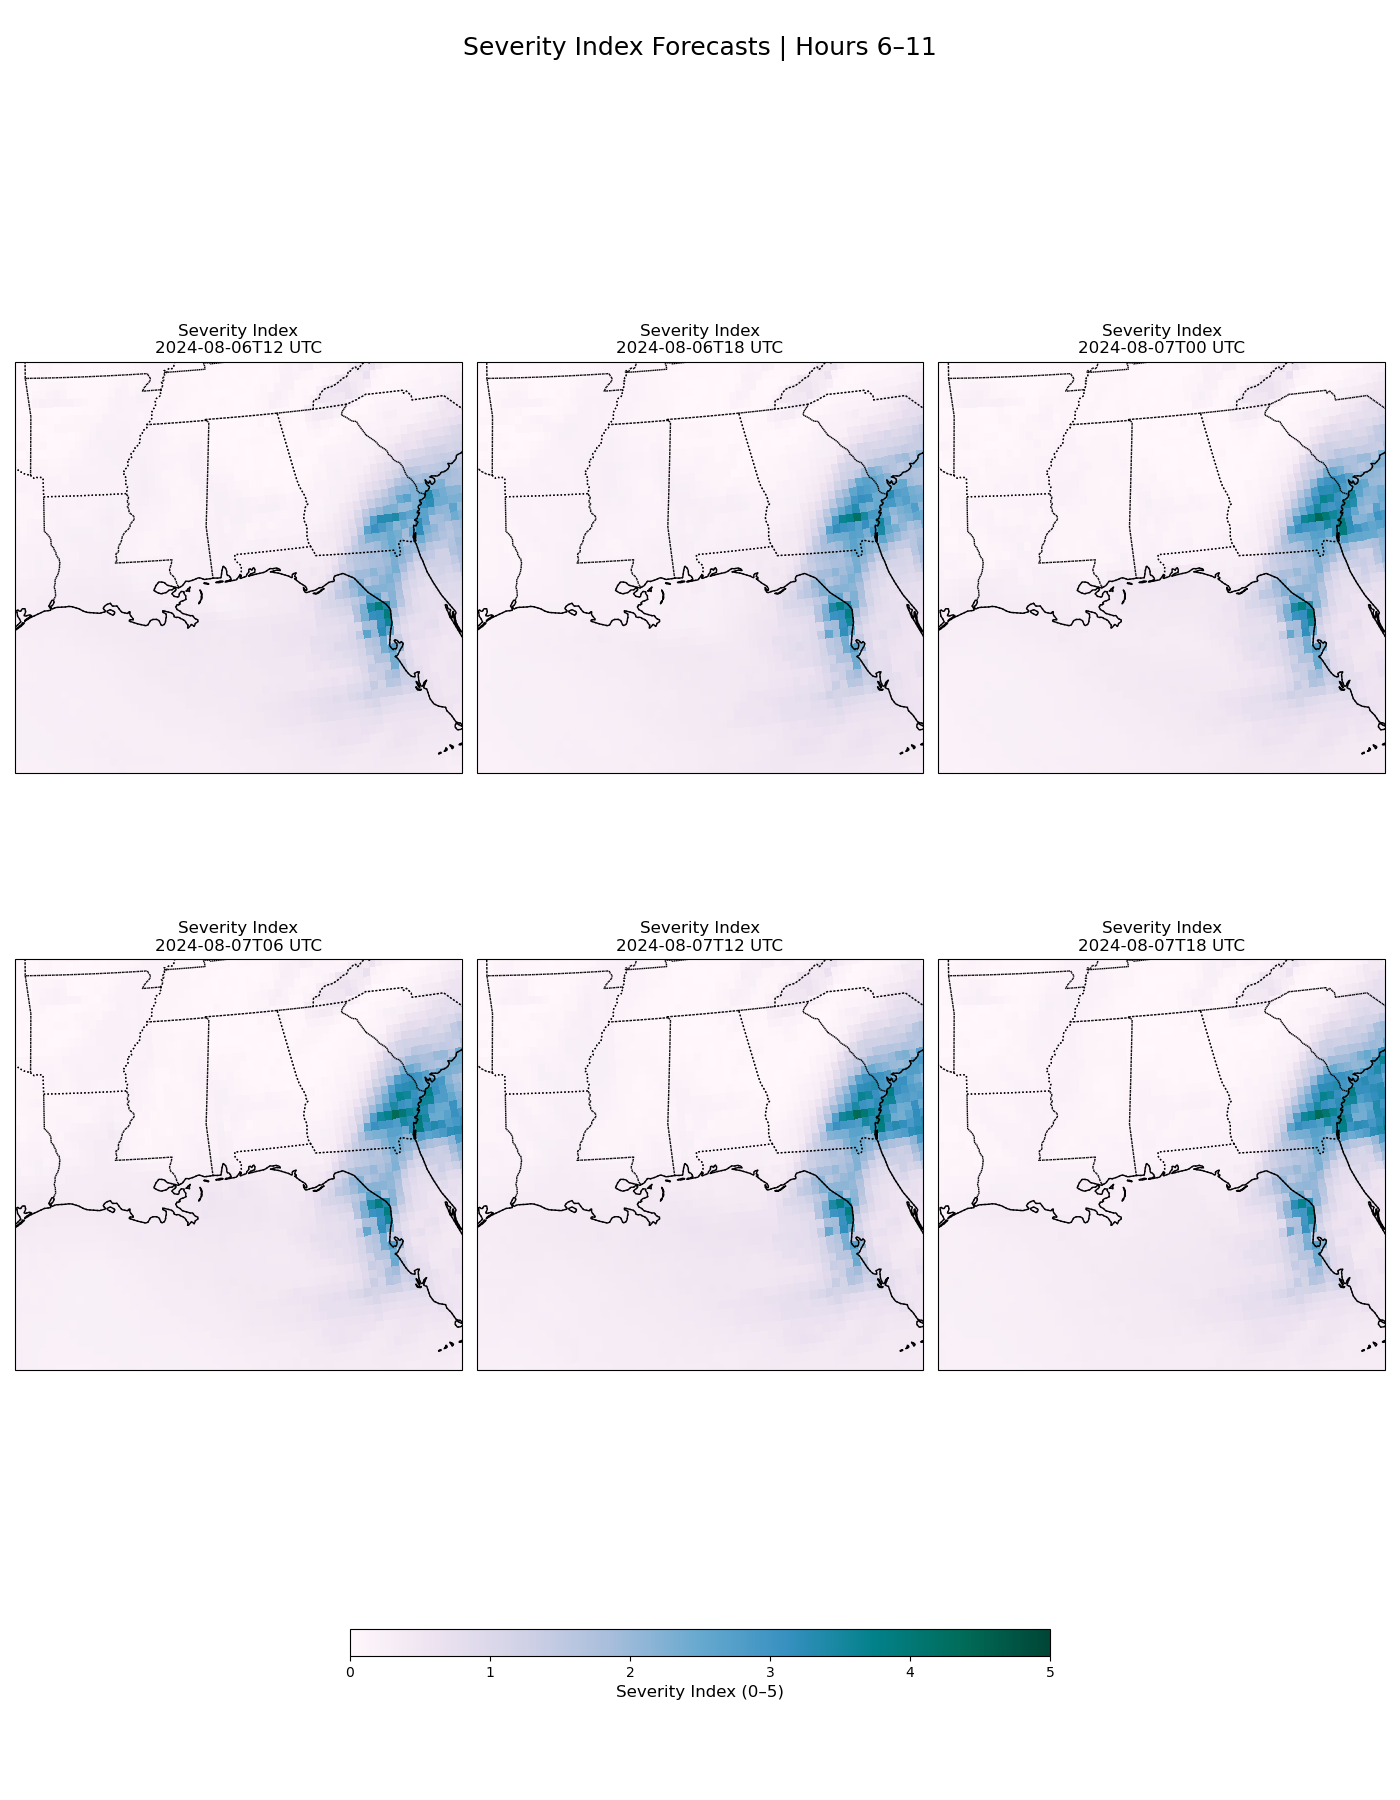 Severity Index Forecasts | Hours 6–11
Severity Index
2024-08-06T12 UTC
Severity Index
2024-08-06T18 UTC
Severity Index
2024-08-07T00 UTC
Severity Index
2024-08-07T06 UTC
Severity Index
2024-08-07T12 UTC
Severity Index
2024-08-07T18 UTC
0 1 2 3 4 5
Severity Index (0–5)